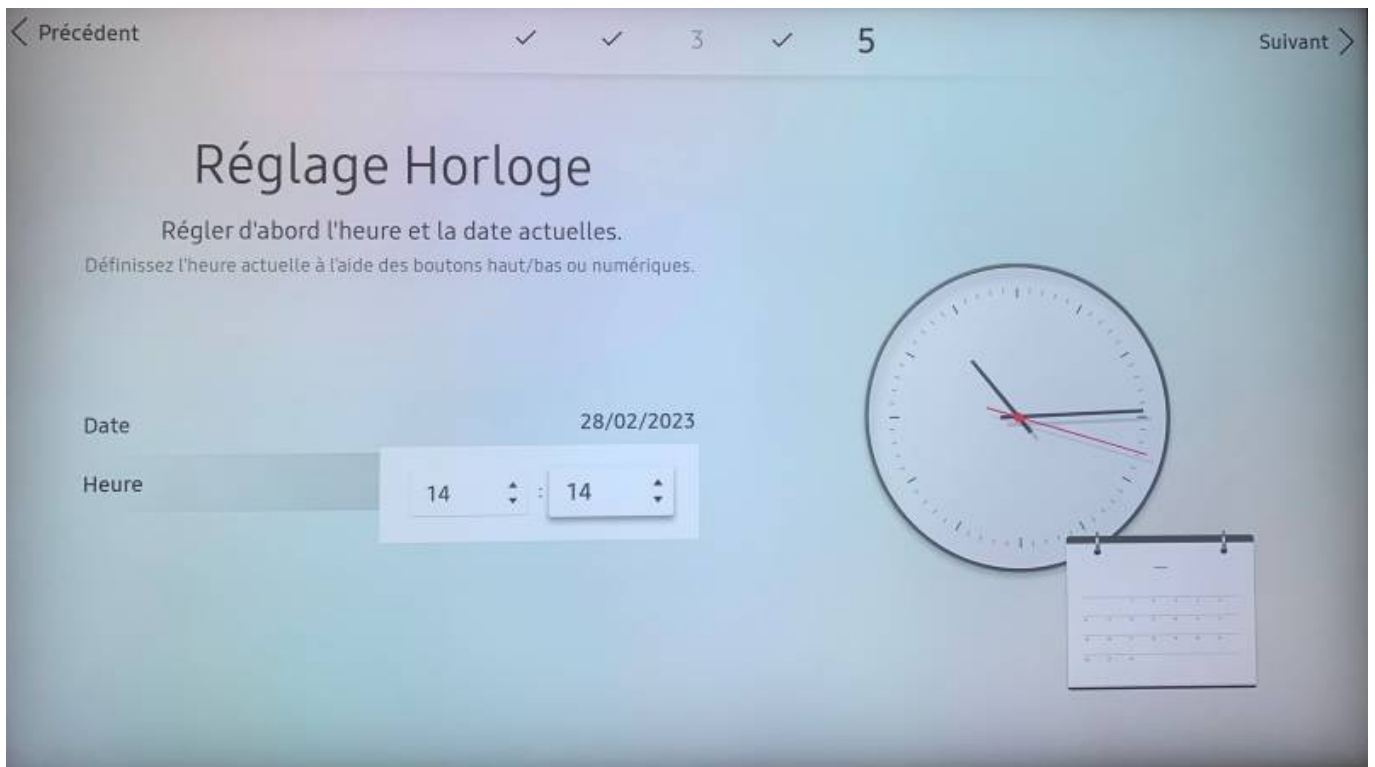 Précédent
3
5
Suivant
Réglage Horloge
Régler d'abord l'heure et la date actuelles.
Définissez l'heure actuelle à l'aide des boutons haut/bas ou numériques.
Date 28/02/2023
Heure 14 : 14